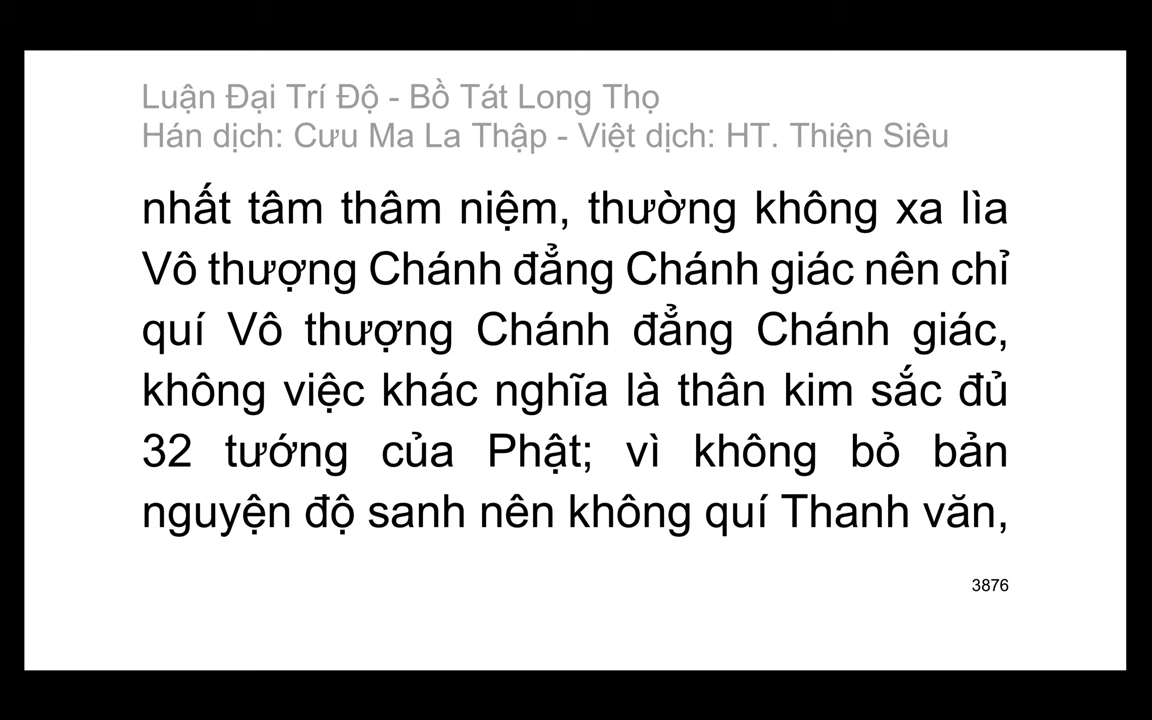 Luận Đại Trí Độ - Bồ Tát Long Thọ
Hán dịch: Cưu Ma La Thập - Việt dịch: HT. Thiện Siêu
nhất tâm thâm niệm, thường không xa lìa
Vô thượng Chánh đẳng Chánh giác nên chỉ
quí Vô thượng Chánh đẳng Chánh giác,
không việc khác nghĩa là thân kim sắc đủ
32 tướng của Phật; vì không bỏ bản
nguyện độ sanh nên không quí Thanh văn,
3876